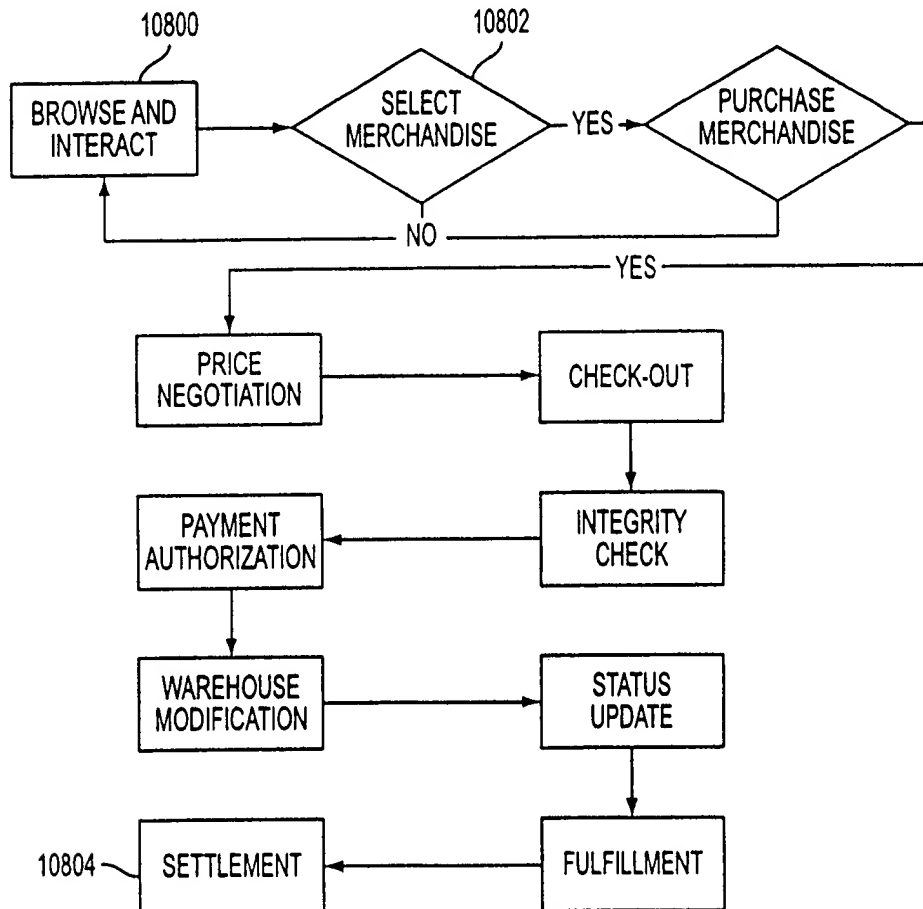 10800
10802
BROWSE AND
INTERACT
SELECT
MERCHANDISE
YES
PURCHASE
MERCHANDISE
NO
YES
PRICE
NEGOTIATION
CHECK-OUT
PAYMENT
AUTHORIZATION
INTEGRITY
CHECK
WAREHOUSE
MODIFICATION
STATUS
UPDATE
10804
SETTLEMENT
FULFILLMENT